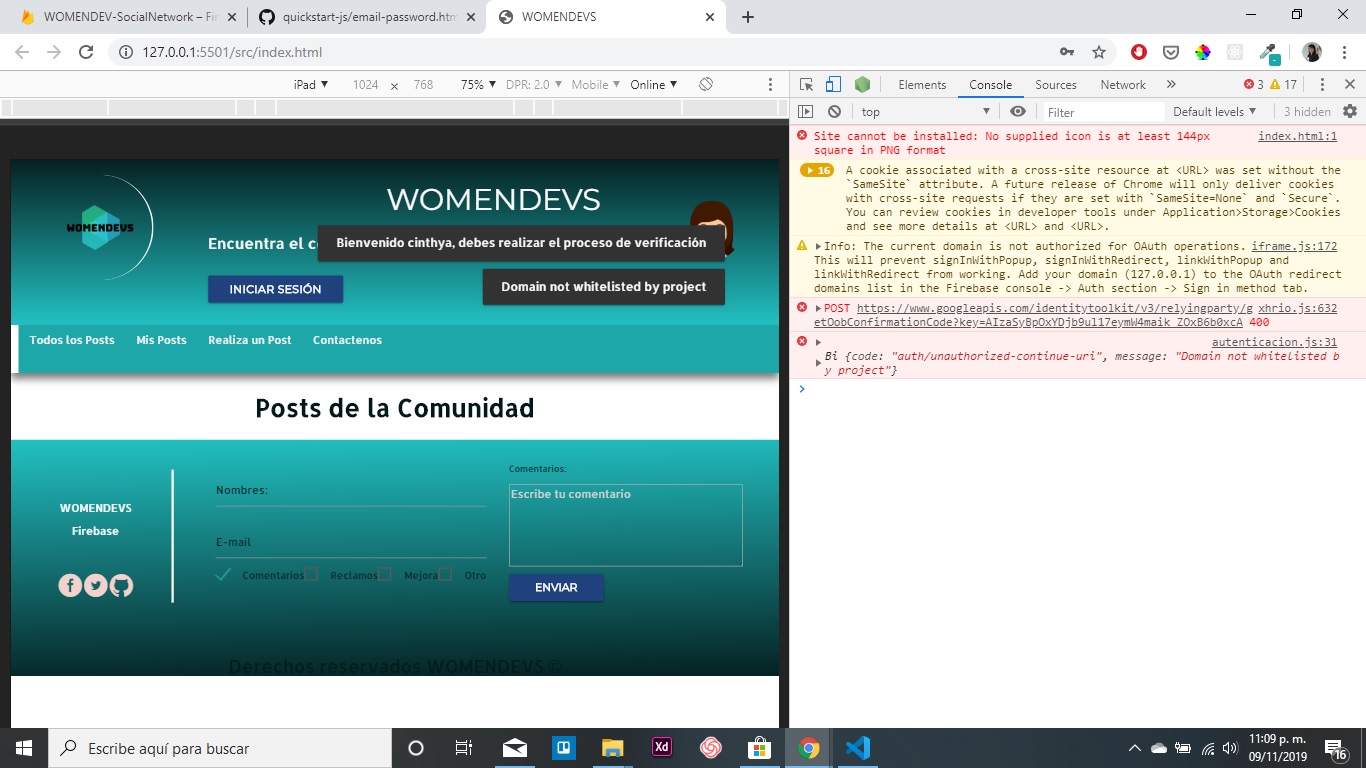 WOMENDEV-SocialNetwork – Fir
quickstart-js/email-password.htm
WOMENDEVS
127.0.0.1:5501/src/index.html
iPad ▼ 1024 × 768 75% ▼ DPR: 2.0 ▼ Mobile ▼ Online ▼
Elements Console Sources Network » 3 17
top ▼ Filter Default levels ▼ 3 hidden
WOMENDEVS
WOMENDEVS
Encuentra el c
Bienvenido cinthya, debes realizar el proceso de verificación
INICIAR SESIÓN
Domain not whitelisted by project
Todos los Posts Mis Posts Realiza un Post Contactenos
Posts de la Comunidad
WOMENDEVS
Firebase
Nombres:
E-mail
Comentarios Reclamos Mejora Otro
Comentarios:
Escribe tu comentario
ENVIAR
Derechos reservados WOMENDEVS ©
Site cannot be installed: No supplied icon is at least 144px index.html:1
square in PNG format
16 A cookie associated with a cross-site resource at <URL> was set without the
`SameSite` attribute. A future release of Chrome will only deliver cookies
with cross-site requests if they are set with `SameSite=None` and `Secure`.
You can review cookies in developer tools under Application>Storage>Cookies
and see more details at <URL> and <URL>.
Info: The current domain is not authorized for OAuth operations. iframe.js:172
This will prevent signInWithPopup, signInWithRedirect, linkWithPopup and
linkWithRedirect from working. Add your domain (127.0.0.1) to the OAuth redirect
domains list in the Firebase console -> Auth section -> Sign in method tab.
POST https://www.googleapis.com/identitytoolkit/v3/relyingparty/g xhrio.js:632
etOobConfirmationCode?key=AIzaSyBpOxYDjb9ul17eymW4maik_ZOxB6b0xcA 400
autenticacion.js:31
Bi {code: "auth/unauthorized-continue-uri", message: "Domain not whitelisted b
y project"}
Escribe aquí para buscar
Xd
11:09 p. m.
09/11/2019
16